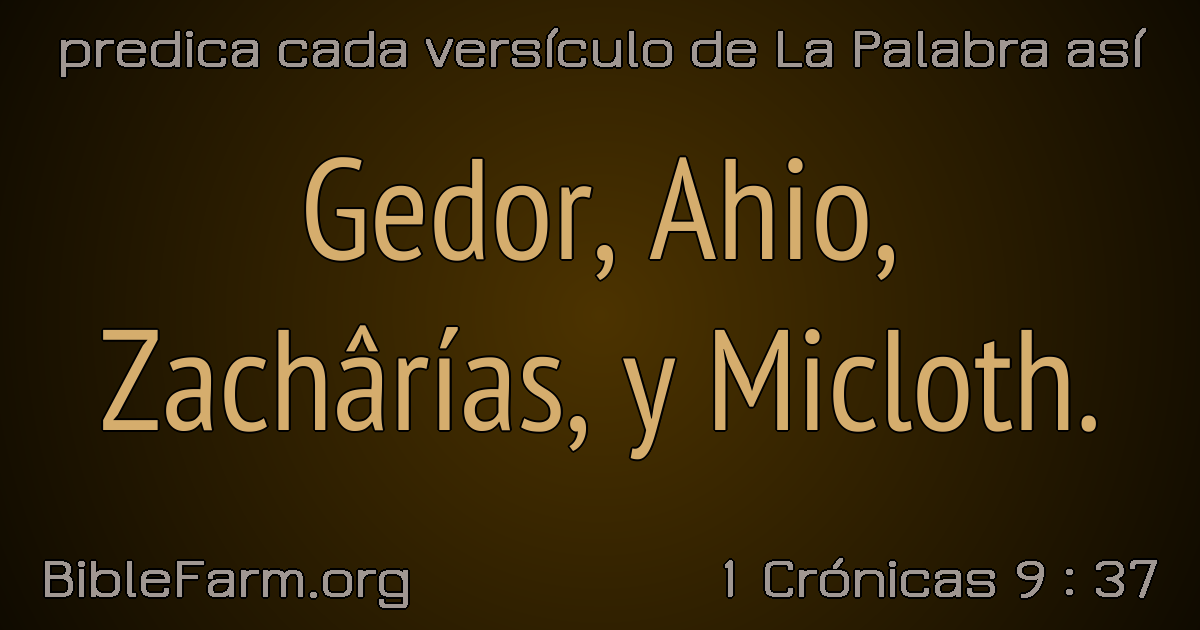 predica cada versículo de La Palabra así
Gedor, Ahio,
Zachârías, y Micloth.
BibleFarm.org
1 Crónicas 9 : 37